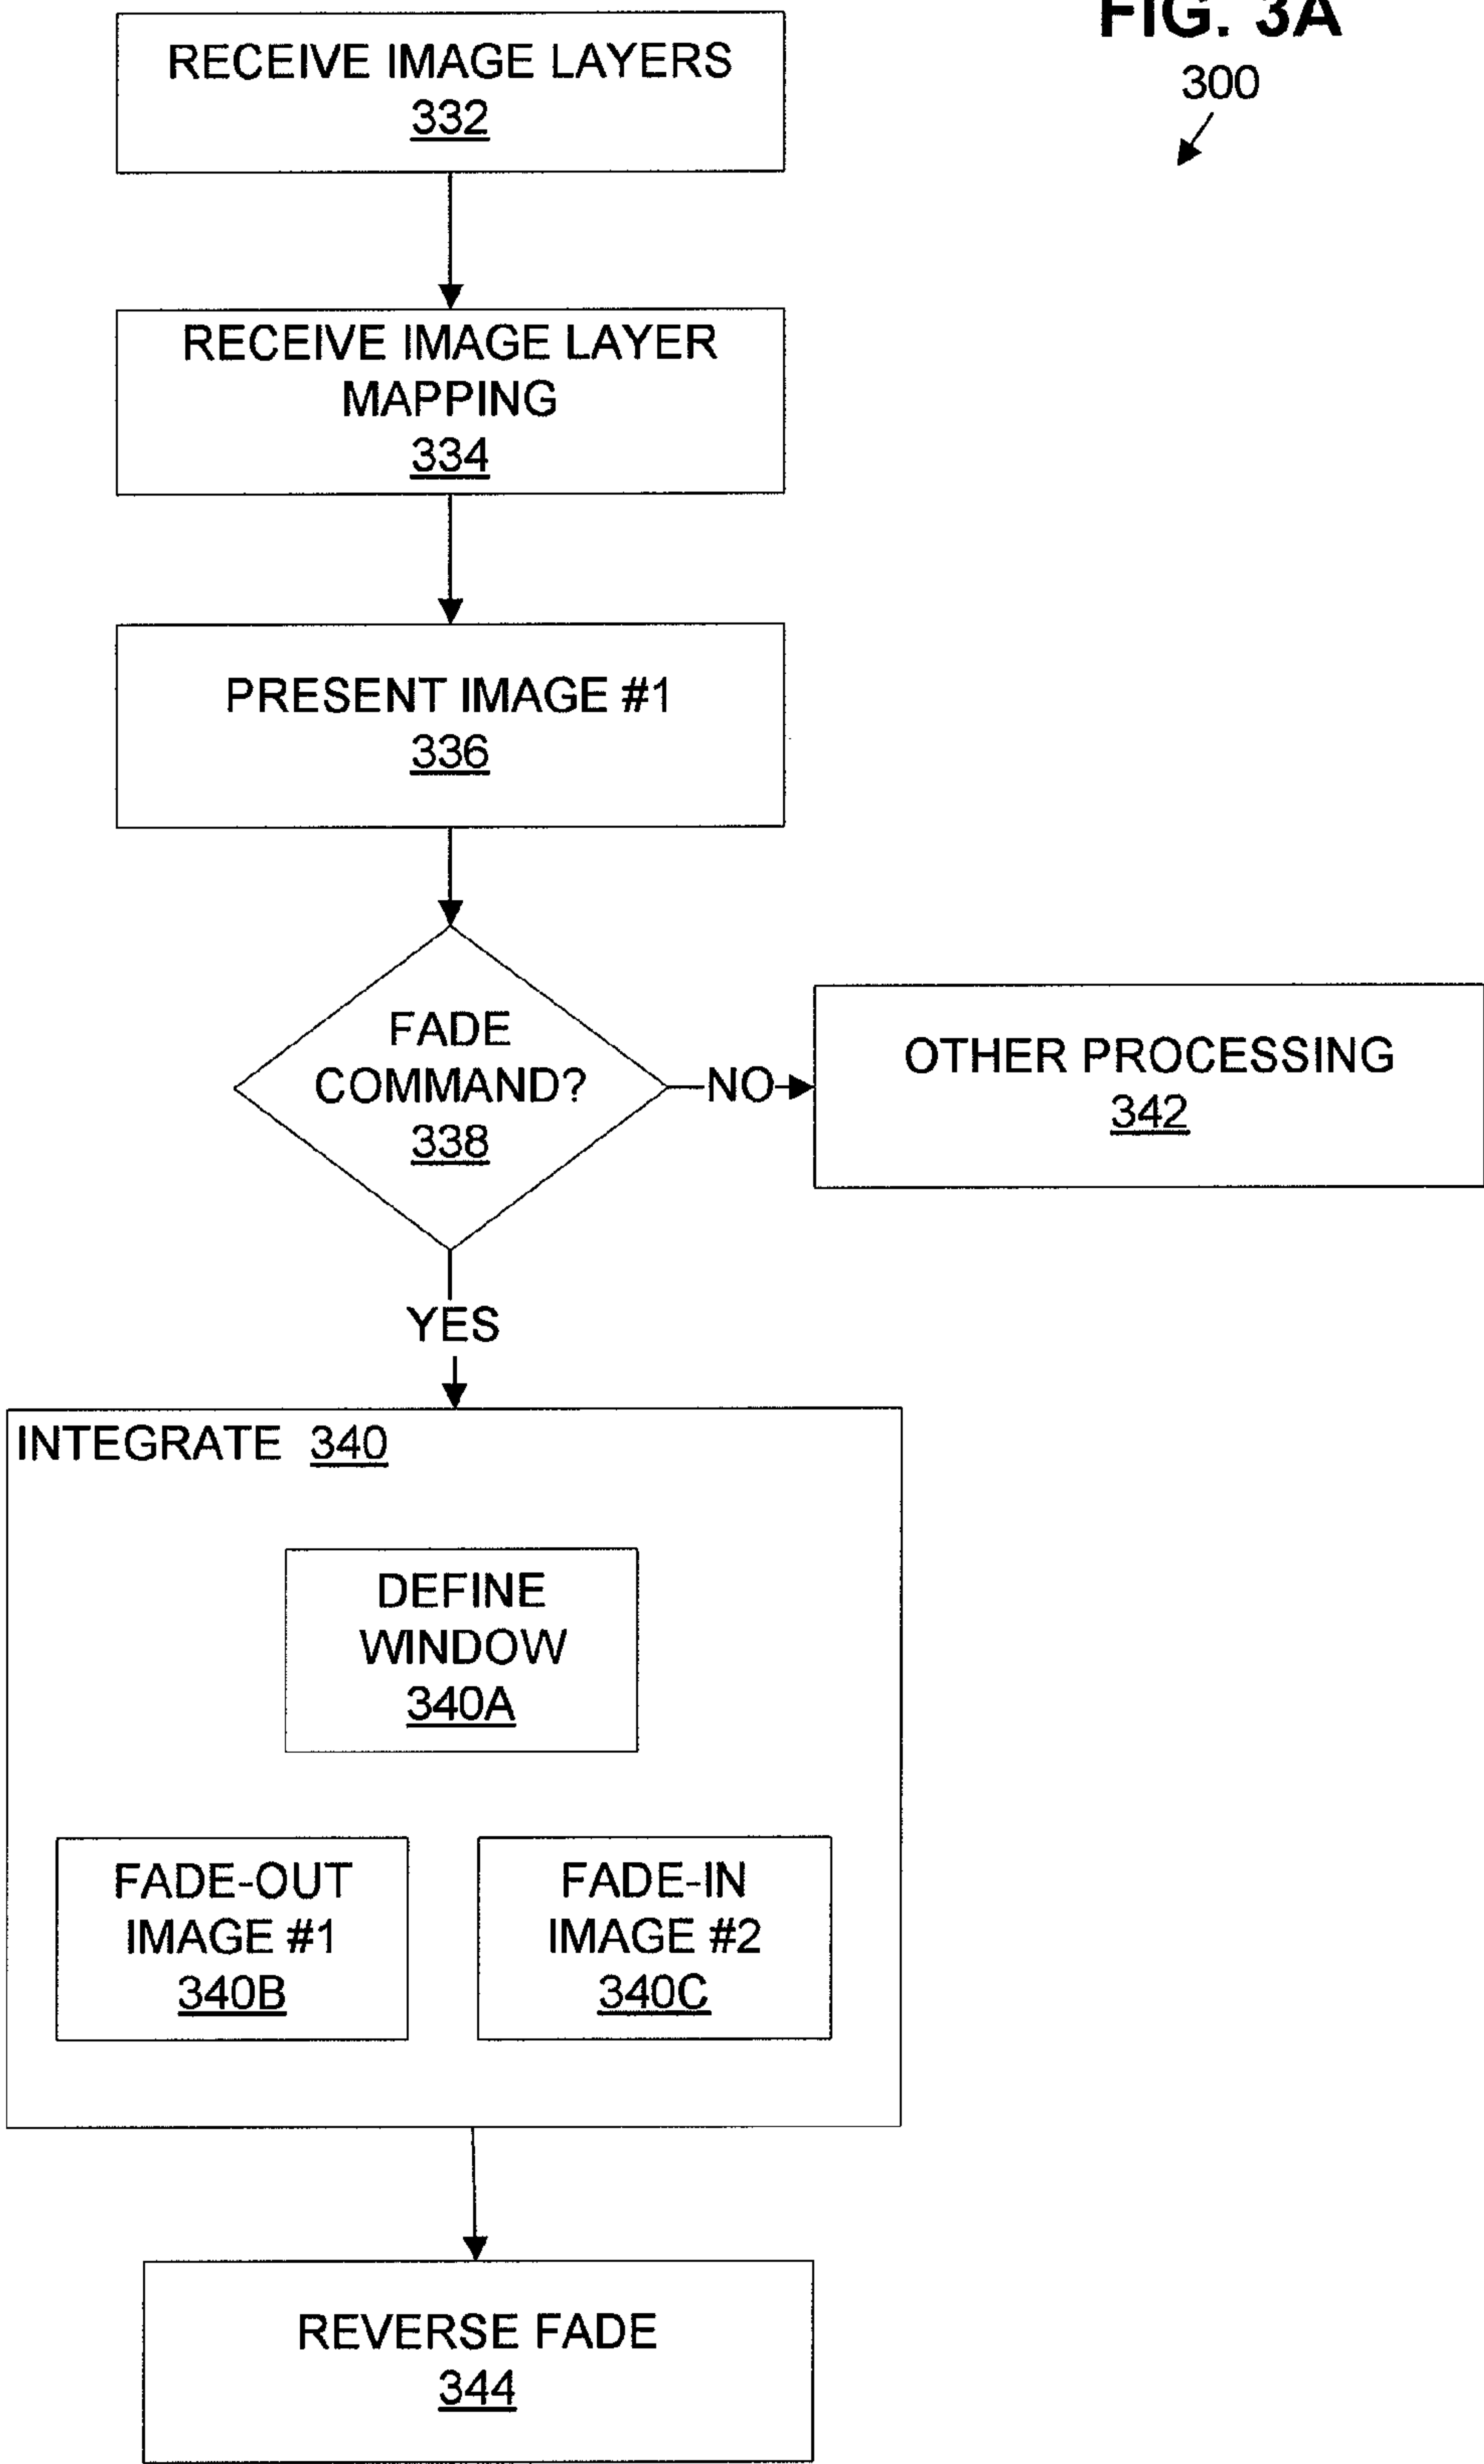 FIG. 3A
300
RECEIVE IMAGE LAYERS
332
RECEIVE IMAGE LAYER
MAPPING
334
PRESENT IMAGE #1
336
FADE
COMMAND?
338
NO
OTHER PROCESSING
342
YES
INTEGRATE 340
DEFINE
WINDOW
340A
FADE-OUT
IMAGE #1
340B
FADE-IN
IMAGE #2
340C
REVERSE FADE
344